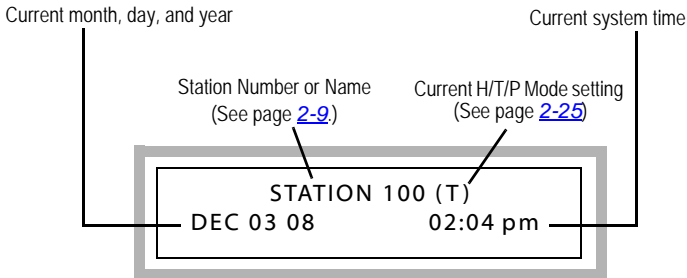 Current month, day, and year
Current system time
Station Number or Name
(See page 2-9.)
Current H/T/P Mode setting
(See page 2-25)
STATION 100 (T)
DEC 03 08 02:04 pm